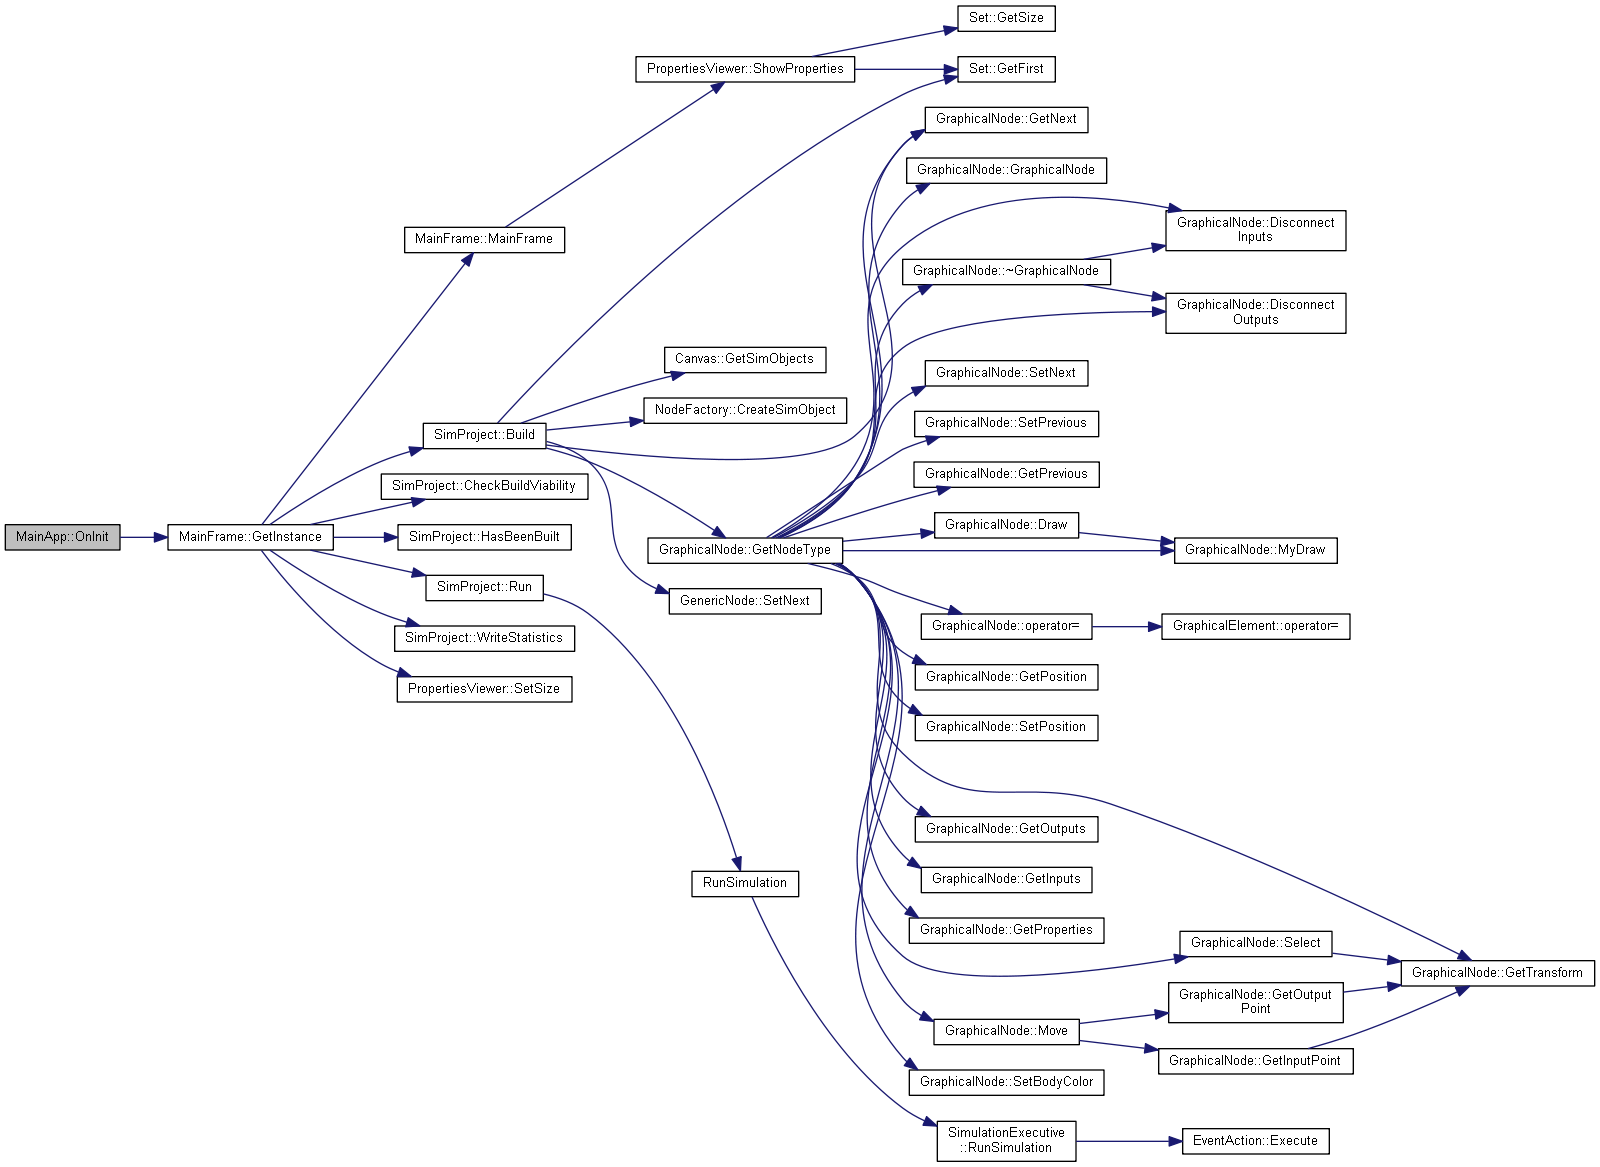 Set::GetSize
PropertiesViewer::ShowProperties
Set::GetFirst
GraphicalNode::GetNext
GraphicalNode::GraphicalNode
GraphicalNode::Disconnect
Inputs
MainFrame::MainFrame
GraphicalNode::~GraphicalNode
GraphicalNode::Disconnect
Outputs
Canvas::GetSimObjects
GraphicalNode::SetNext
NodeFactory::CreateSimObject
GraphicalNode::SetPrevious
SimProject::Build
GraphicalNode::GetPrevious
SimProject::CheckBuildViability
GraphicalNode::Draw
MainApp::OnInit
MainFrame::GetInstance
SimProject::HasBeenBuilt
GraphicalNode::GetNodeType
GraphicalNode::MyDraw
SimProject::Run
GenericNode::SetNext
GraphicalNode::operator=
GraphicalElement::operator=
SimProject::WriteStatistics
GraphicalNode::GetPosition
PropertiesViewer::SetSize
GraphicalNode::SetPosition
GraphicalNode::GetOutputs
RunSimulation
GraphicalNode::GetInputs
GraphicalNode::GetProperties
GraphicalNode::Select
GraphicalNode::GetTransform
GraphicalNode::GetOutput
Point
GraphicalNode::Move
GraphicalNode::GetInputPoint
GraphicalNode::SetBodyColor
SimulationExecutive
::RunSimulation
EventAction::Execute